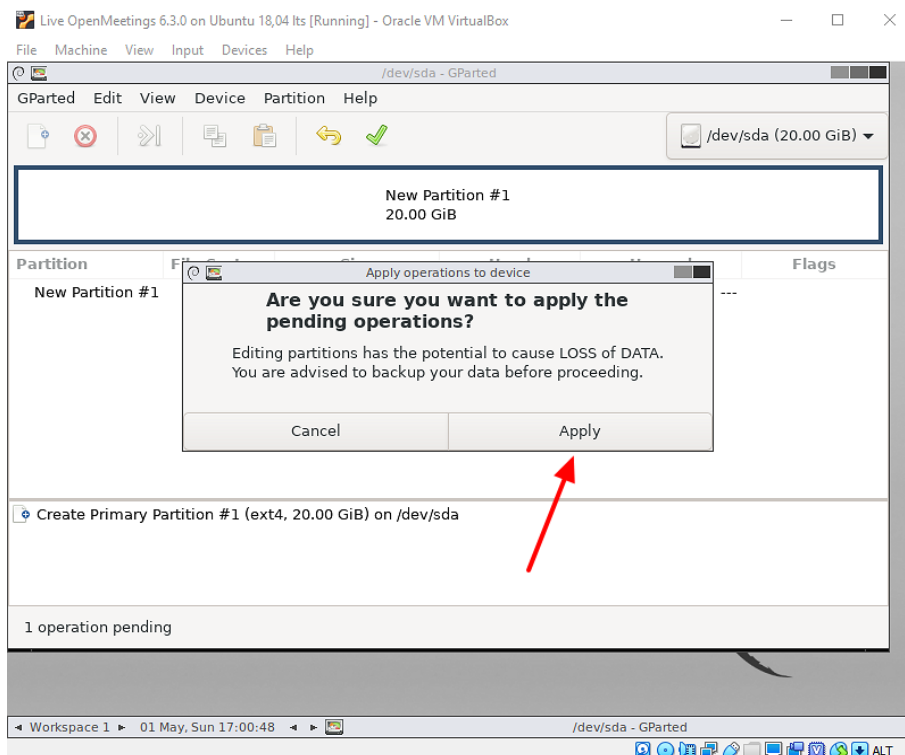 Live OpenMeetings 6.3.0 on Ubuntu 18,04 lts [Running] - Oracle VM VirtualBox
File Machine View Input Devices Help
/dev/sda - GParted
GParted Edit View Device Partition Help
/dev/sda (20.00 GiB)
New Partition #1
20.00 GiB
Partition Flags
New Partition #1 ---
Apply operations to device
Are you sure you want to apply the
pending operations?
Editing partitions has the potential to cause LOSS of DATA.
You are advised to backup your data before proceeding.
Cancel Apply
Create Primary Partition #1 (ext4, 20.00 GiB) on /dev/sda
1 operation pending
Workspace 1 01 May, Sun 17:00:48 /dev/sda - GParted
ALT